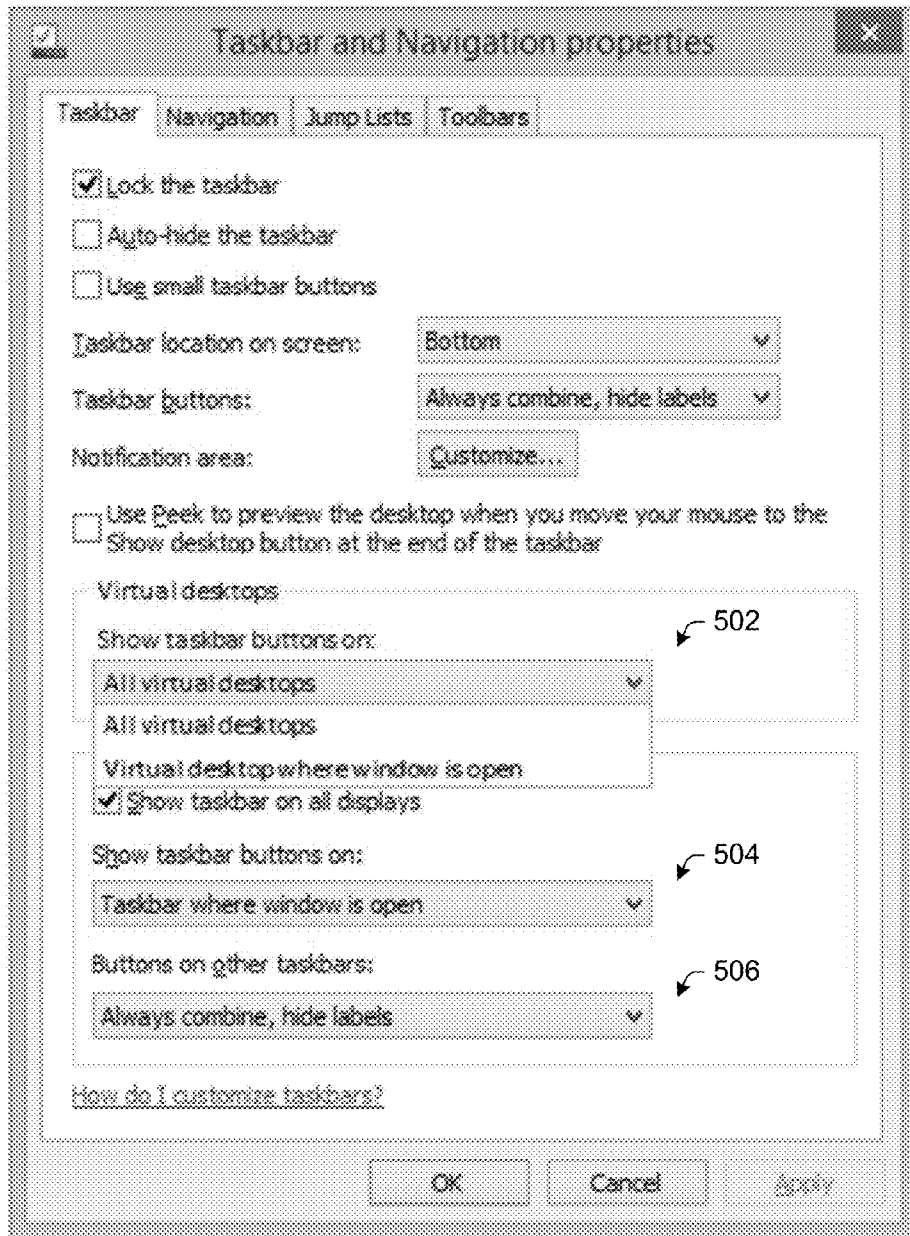 Taskbar and Navigation properties
x
Taskbar Navigation Jump Lists Toolbars
Lock the taskbar
Auto-hide the taskbar
Use small taskbar buttons
Taskbar location on screen: Bottom
Taskbar buttons: Always combine, hide labels
Notification area: Customize...
Use Peek to preview the desktop when you move your mouse to the
Show desktop button at the end of the taskbar
Virtual desktops
Show taskbar buttons on: 502
All virtual desktops
All virtual desktops
Virtual desktop where window is open
Show taskbar on all displays
Show taskbar buttons on: 504
Taskbar where window is open
Buttons on other taskbars: 506
Always combine, hide labels
How do I customize taskbars?
OK Cancel Apply